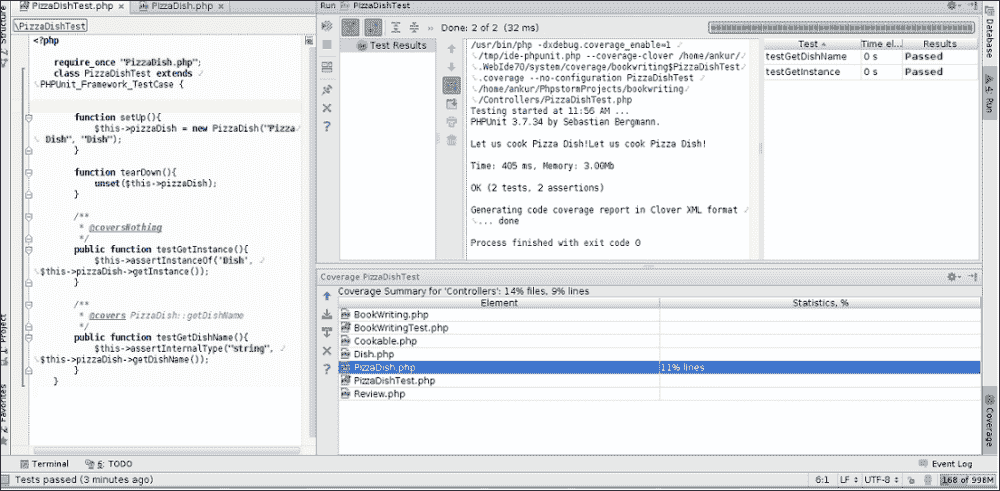 PizzaDishTest.php
PizzaDish.php
\PizzaDishTest
<?php
require_once "PizzaDish.php";
class PizzaDishTest extends
PHPUnit_Framework_TestCase {
function setUp(){
$this->pizzaDish = new PizzaDish("Pizza
Dish", "Dish");
}
function tearDown(){
unset($this->pizzaDish);
}
/**
* @coversNothing
*/
public function testGetInstance(){
$this->assertInstanceOf('Dish',
$this->pizzaDish->getInstance());
}
/**
* @covers PizzaDish::getDishName
*/
public function testGetDishName(){
$this->assertInternalType("string",
$this->pizzaDish->getDishName());
}
}
Run PizzaDishTest
Done: 2 of 2 (32 ms)
Test Results
/usr/bin/php -dxdebug.coverage_enable=1
/tmp/ide-phpunit.php --coverage-clover /home/ankur/
.WebIde70/system/coverage/bookwriting$PizzaDishTest
.coverage --no-configuration PizzaDishTest
/home/ankur/PhpstormProjects/bookwriting
/Controllers/PizzaDishTest.php
Testing started at 11:56 AM ...
PHPUnit 3.7.34 by Sebastian Bergmann.
Let us cook Pizza Dish!Let us cook Pizza Dish!
Time: 405 ms, Memory: 3.00Mb
OK (2 tests, 2 assertions)
Generating code coverage report in Clover XML format
... done
Process finished with exit code 0
Test Time el... Results
testGetDishName 0 s Passed
testGetInstance 0 s Passed
Coverage PizzaDishTest
Coverage Summary for 'Controllers': 14% files, 9% lines
Element Statistics, %
BookWriting.php
BookWritingTest.php
Cookable.php
Dish.php
PizzaDish.php 11% lines
PizzaDishTest.php
Review.php
Z: Structure
1: Project
2: Favorites
Database
4: Run
Coverage
Terminal
6: TODO
Event Log
Tests passed (3 minutes ago)
6:1 LF UTF-8 168 of 998M